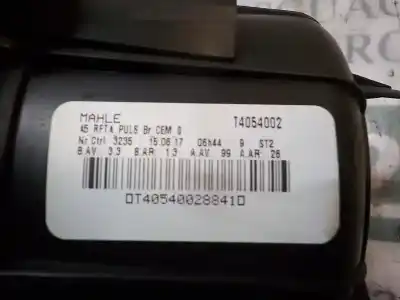 MAHLE T4054002
45 RFTA PULS Br CEM 0
Nr Ctrl 3235 15.06.17 06h44 9 ST2
B.AV 3.3 B.AR 1.3 A.AV 99 A.AR 26
DT40540028841D